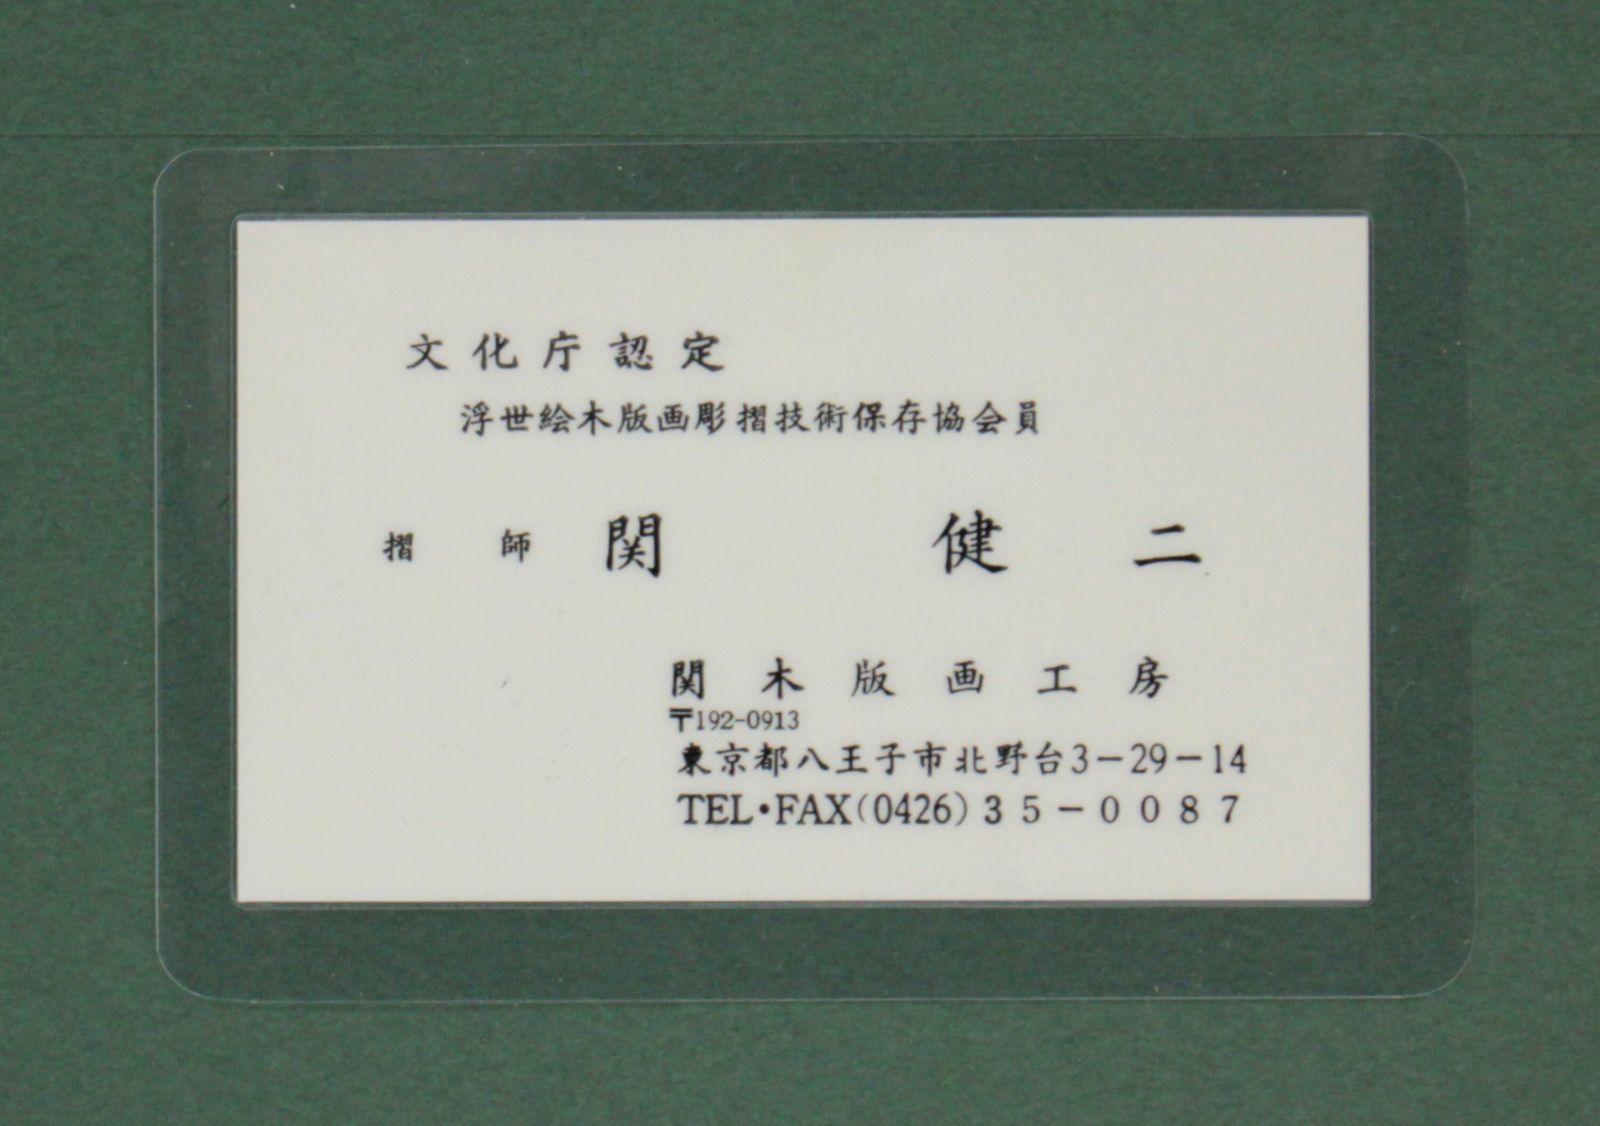 文化庁認定
浮世絵木版画彫摺技術保存協会員
摺師 関 健二
関木版画工房
〒192-0913
東京都八王子市北野台3-29-14
TEL・FAX(0426)35-0087